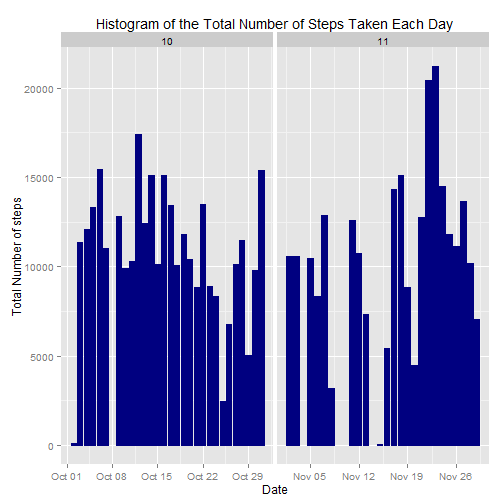 Histogram of the Total Number of Steps Taken Each Day
10
11
20000
15000
10000
5000
0
Total Number of steps
Oct 01
Oct 08
Oct 15
Oct 22
Oct 29
Nov 05
Nov 12
Nov 19
Nov 26
Date